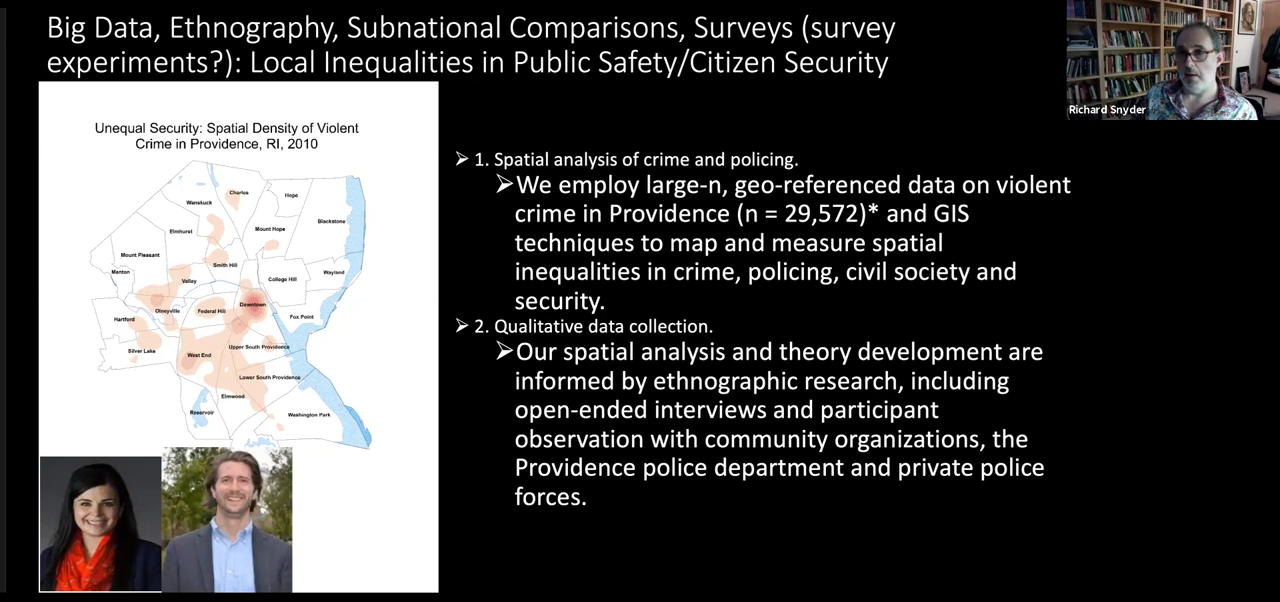 Big Data, Ethnography, Subnational Comparisons, Surveys (survey
experiments?): Local Inequalities in Public Safety/Citizen Security
Richard Snyder
Unequal Security: Spatial Density of Violent
Crime in Providence, RI, 2010
Charles
Hope
Wanskuck
Blackstone
Elmhurst
Mount Hope
Mount Pleasant
Smith Hill
Manton
Wayland
Valley
College Hill
Downtown
Olneyville
Federal Hill
Fox Point
Hartford
Silver Lake
West End
Upper South Providence
Lower South Providence
Elmwood
Reservoir
Washington Park
➢ 1. Spatial analysis of crime and policing.
➢We employ large-n, geo-referenced data on violent
crime in Providence (n = 29,572)* and GIS
techniques to map and measure spatial
inequalities in crime, policing, civil society and
security.
➢ 2. Qualitative data collection.
➢Our spatial analysis and theory development are
informed by ethnographic research, including
open-ended interviews and participant
observation with community organizations, the
Providence police department and private police
forces.